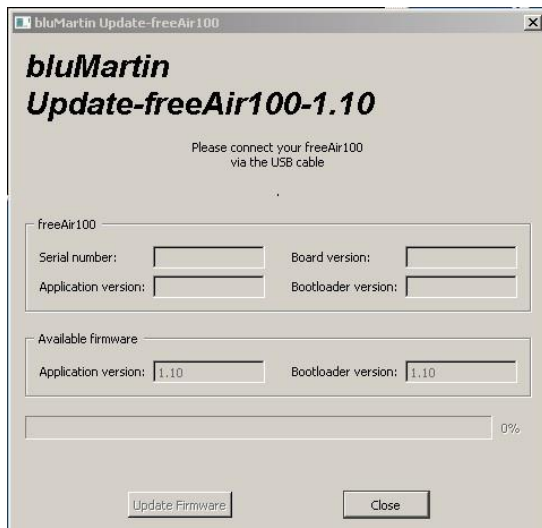 bluMartin Update-freeAir100
bluMartin
Update-freeAir100-1.10
Please connect your freeAir100
via the USB cable
.
freeAir100
Serial number: Board version:
Application version: Bootloader version:
Available firmware
Application version: 1.10 Bootloader version: 1.10
0%
Update Firmware Close